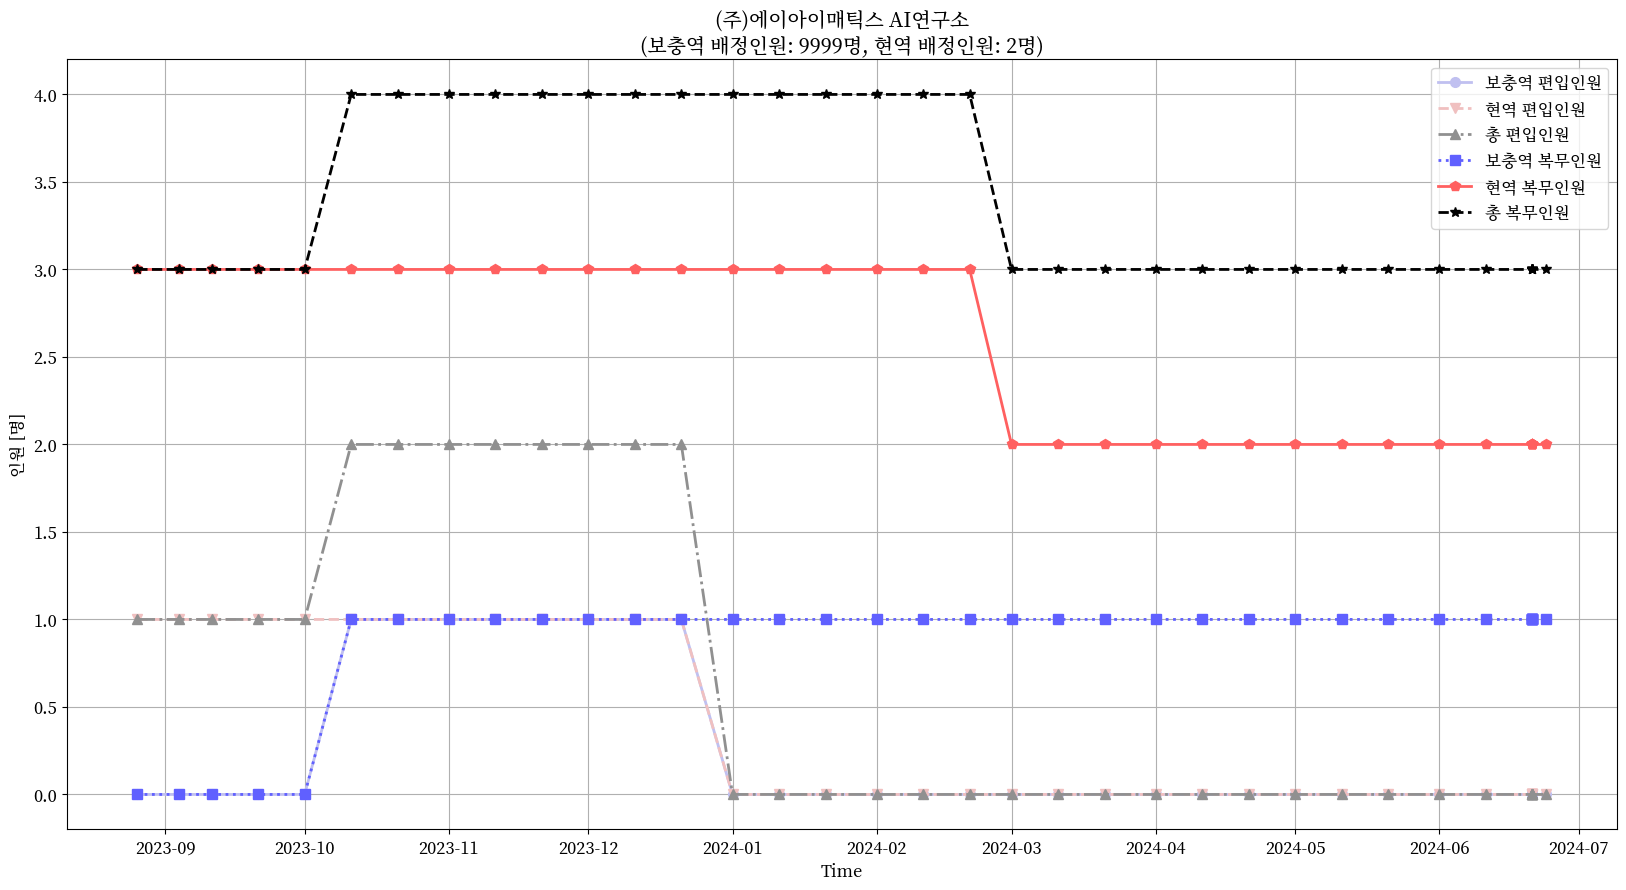 (주)에이아이매틱스 AI연구소
(보충역 배정인원: 9999명, 현역 배정인원: 2명)
보충역 편입인원
현역 편입인원
총 편입인원
보충역 복무인원
현역 복무인원
총 복무인원
4.0
3.5
3.0
2.5
2.0
1.5
1.0
0.5
0.0
인원 [명]
2023-09
2023-10
2023-11
2023-12
2024-01
2024-02
2024-03
2024-04
2024-05
2024-06
2024-07
Time